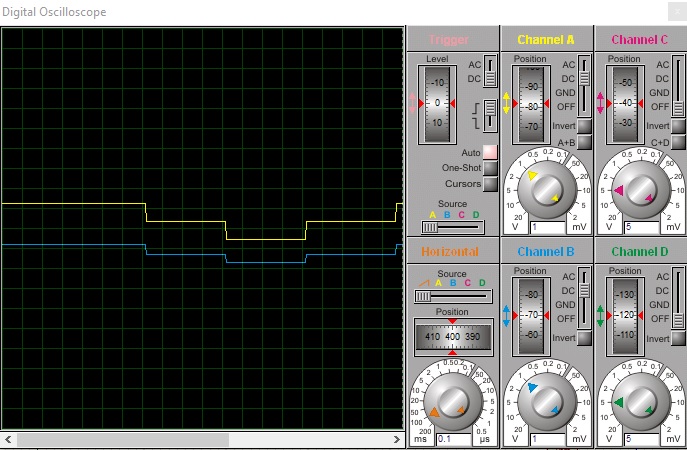 Digital Oscilloscope
x
Trigger
Level
-10
0
10
AC
DC
Auto
One-Shot
Cursors
Source
A B C D
Channel A
Position
-90
-80
-70
AC
DC
GND
OFF
Invert
A+B
20 10 5 2 1 0.5 0.2 0.1 50 20 10 5 2
V 1 mV
Channel C
Position
-50
-40
-30
AC
DC
GND
OFF
Invert
C+D
20 10 5 2 1 0.5 0.2 0.1 50 20 10 5 2
V 5 mV
Horizontal
Source
A B C D
Position
410 400 390
200 100 50 20 10 5 2 1 0.5 0.2 0.1 50 20 10 5 2 1 0.5
ms 0.1 µs
Channel B
Position
-80
-70
-60
AC
DC
GND
OFF
Invert
20 10 5 2 1 0.5 0.2 0.1 50 20 10 5 2
V 1 mV
Channel D
Position
-130
-120
-110
AC
DC
GND
OFF
Invert
20 10 5 2 1 0.5 0.2 0.1 50 20 10 5 2
V 5 mV